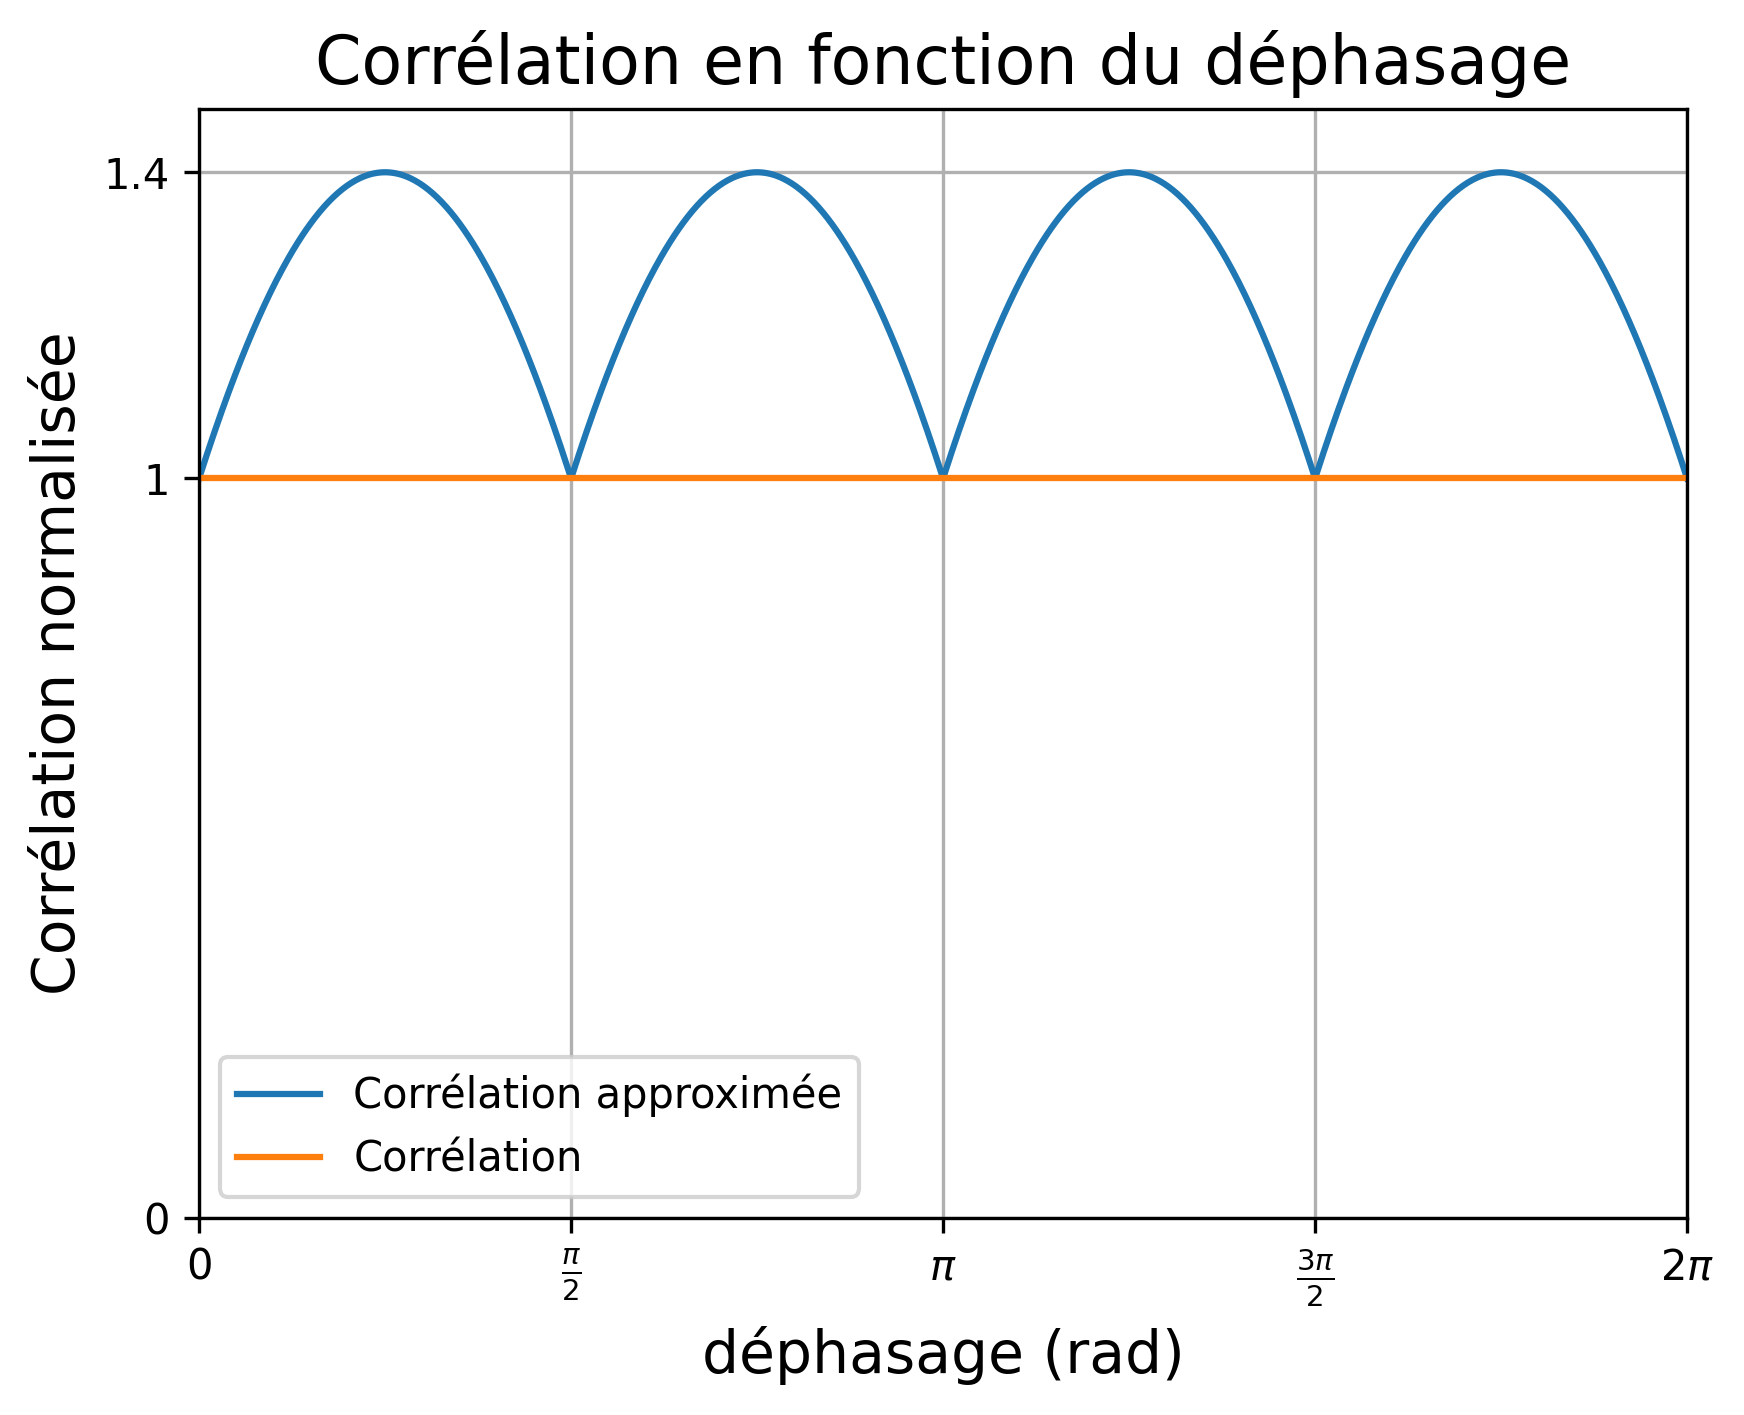 Corrélation en fonction du déphasage
Corrélation normalisée
1.4
1
0
Corrélation approximée
Corrélation
0
π/2
π
3π/2
2π
déphasage (rad)